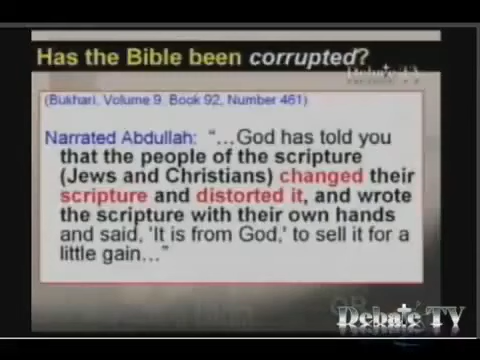 Has the Bible been corrupted?
Debate TV
(Bukhari, Volume 9, Book 92, Number 461)
Narrated Abdullah: “…God has told you
that the people of the scripture
(Jews and Christians) changed their
scripture and distorted it, and wrote
the scripture with their own hands
and said, 'It is from God,' to sell it for a
little gain…”
Debate TV